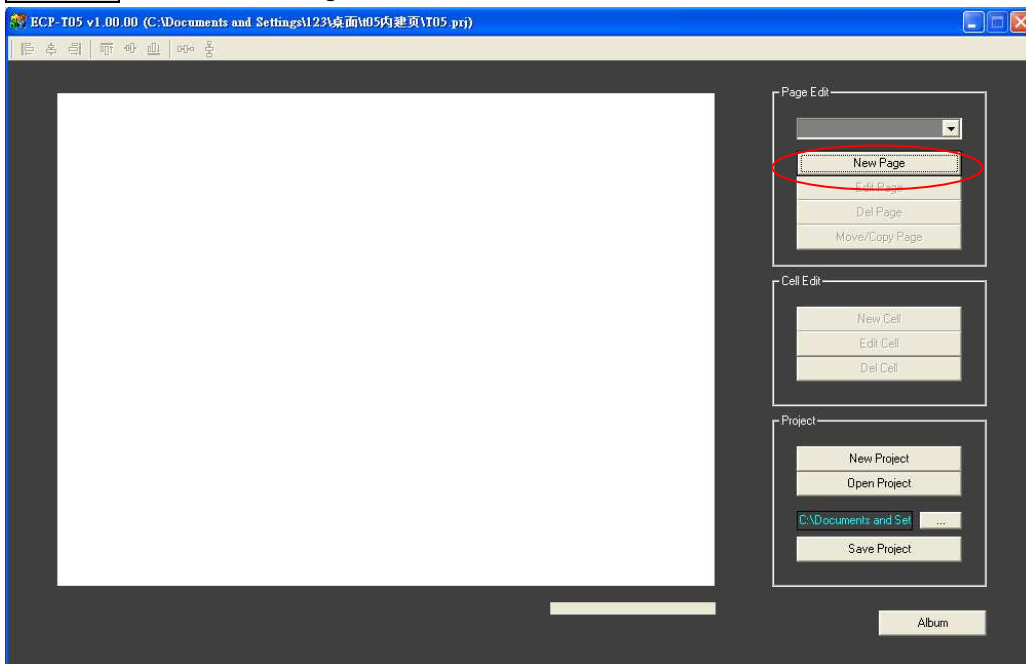 ECP-T05 v1.00.00 (C:\Documents and Settings\123\桌面\t05内建页\T05.prj)
Page Edit
New Page
Edit Page
Del Page
Move/Copy Page
Cell Edit
New Cell
Edit Cell
Del Cell
Project
New Project
Open Project
C:\Documents and Set ...
Save Project
Album